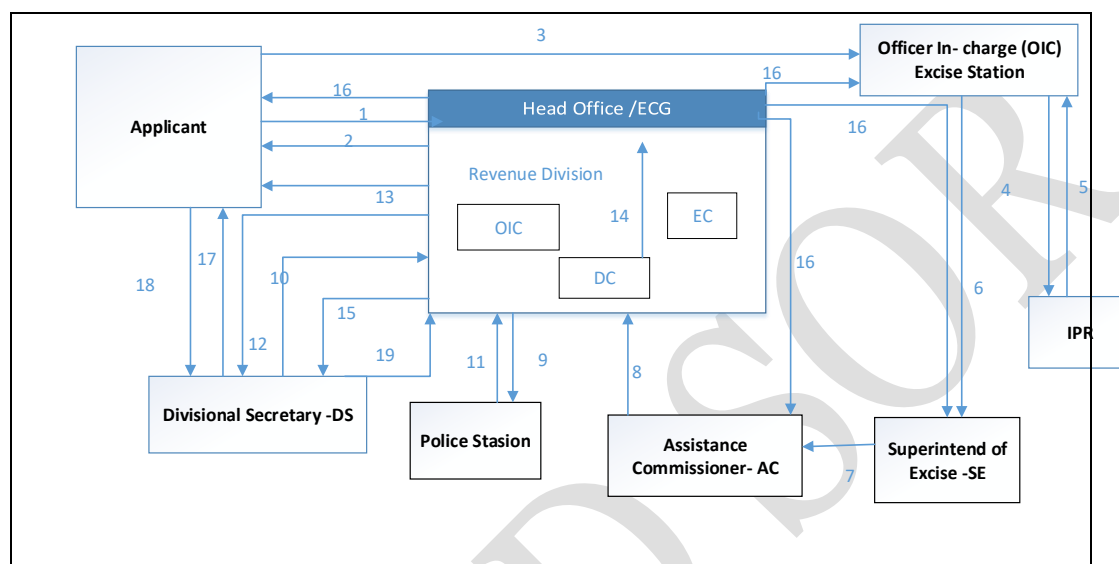 3
Officer In- charge (OIC)
Excise Station
16
16
Head Office /ECG
Applicant
1
16
2
Revenue Division
13
14
EC
4
5
OIC
17
18
10
16
DC
6
15
12
19
11
9
8
IPR
Divisional Secretary -DS
Police Stasion
Assistance
Commissioner- AC
7
Superintend of
Excise -SE
D SOR